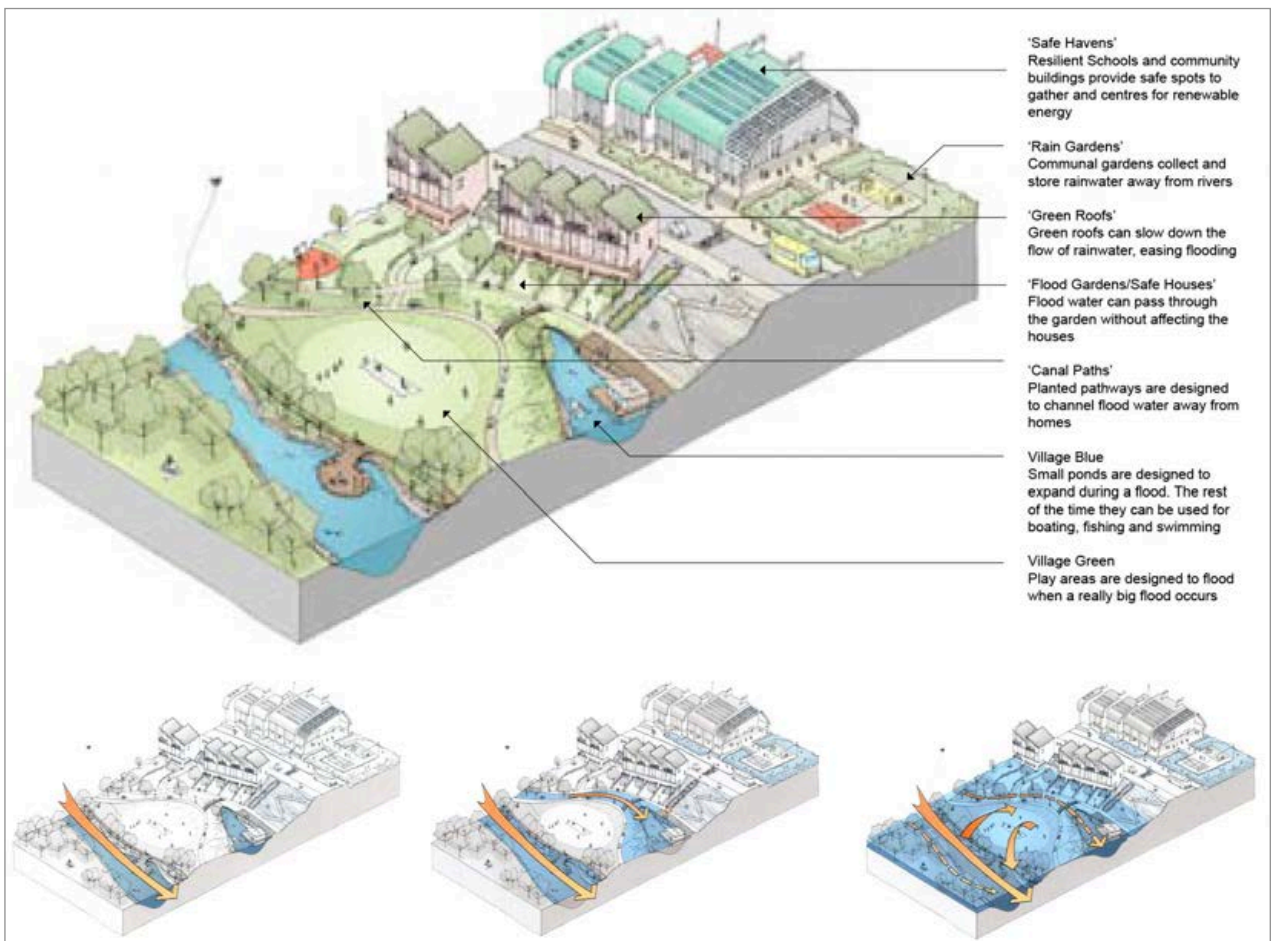 'Safe Havens'
Resilient Schools and community
buildings provide safe spots to
gather and centres for renewable
energy
'Rain Gardens'
Communal gardens collect and
store rainwater away from rivers
'Green Roofs'
Green roofs can slow down the
flow of rainwater, easing flooding
'Flood Gardens/Safe Houses'
Flood water can pass through
the garden without affecting the
houses
'Canal Paths'
Planted pathways are designed
to channel flood water away from
homes
Village Blue
Small ponds are designed to
expand during a flood. The rest
of the time they can be used for
boating, fishing and swimming
Village Green
Play areas are designed to flood
when a really big flood occurs